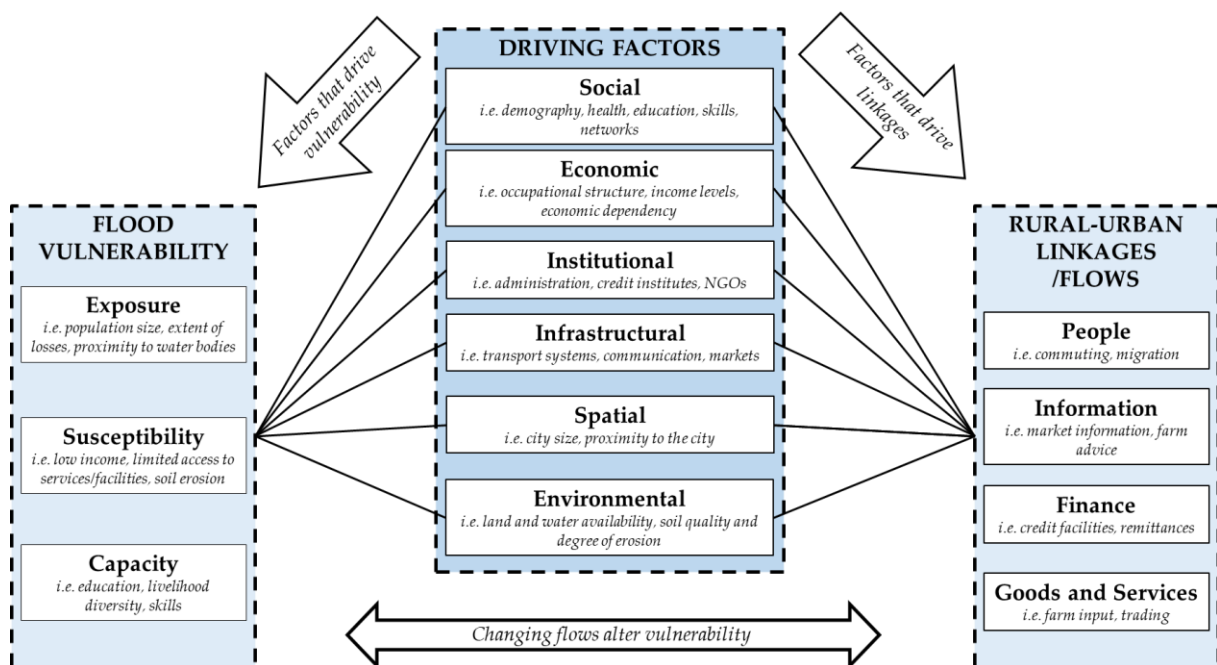 Factors that drive
vulnerability
DRIVING FACTORS
Social
i.e. demography, health, education, skills,
networks
Economic
i.e. occupational structure, income levels,
economic dependency
Institutional
i.e. administration, credit institutes, NGOs
Infrastructural
i.e. transport systems, communication, markets
Spatial
i.e. city size, proximity to the city
Environmental
i.e. land and water availability, soil quality and
degree of erosion
Factors that drive
linkages
FLOOD
VULNERABILITY
Exposure
i.e. population size, extent of
losses, proximity to water bodies
Susceptibility
i.e. low income, limited access to
services/facilities, soil erosion
Capacity
i.e. education, livelihood
diversity, skills
RURAL-URBAN
LINKAGES
/FLOWS
People
i.e. commuting, migration
Information
i.e. market information, farm
advice
Finance
i.e. credit facilities, remittances
Goods and Services
i.e. farm input, trading
Changing flows alter vulnerability